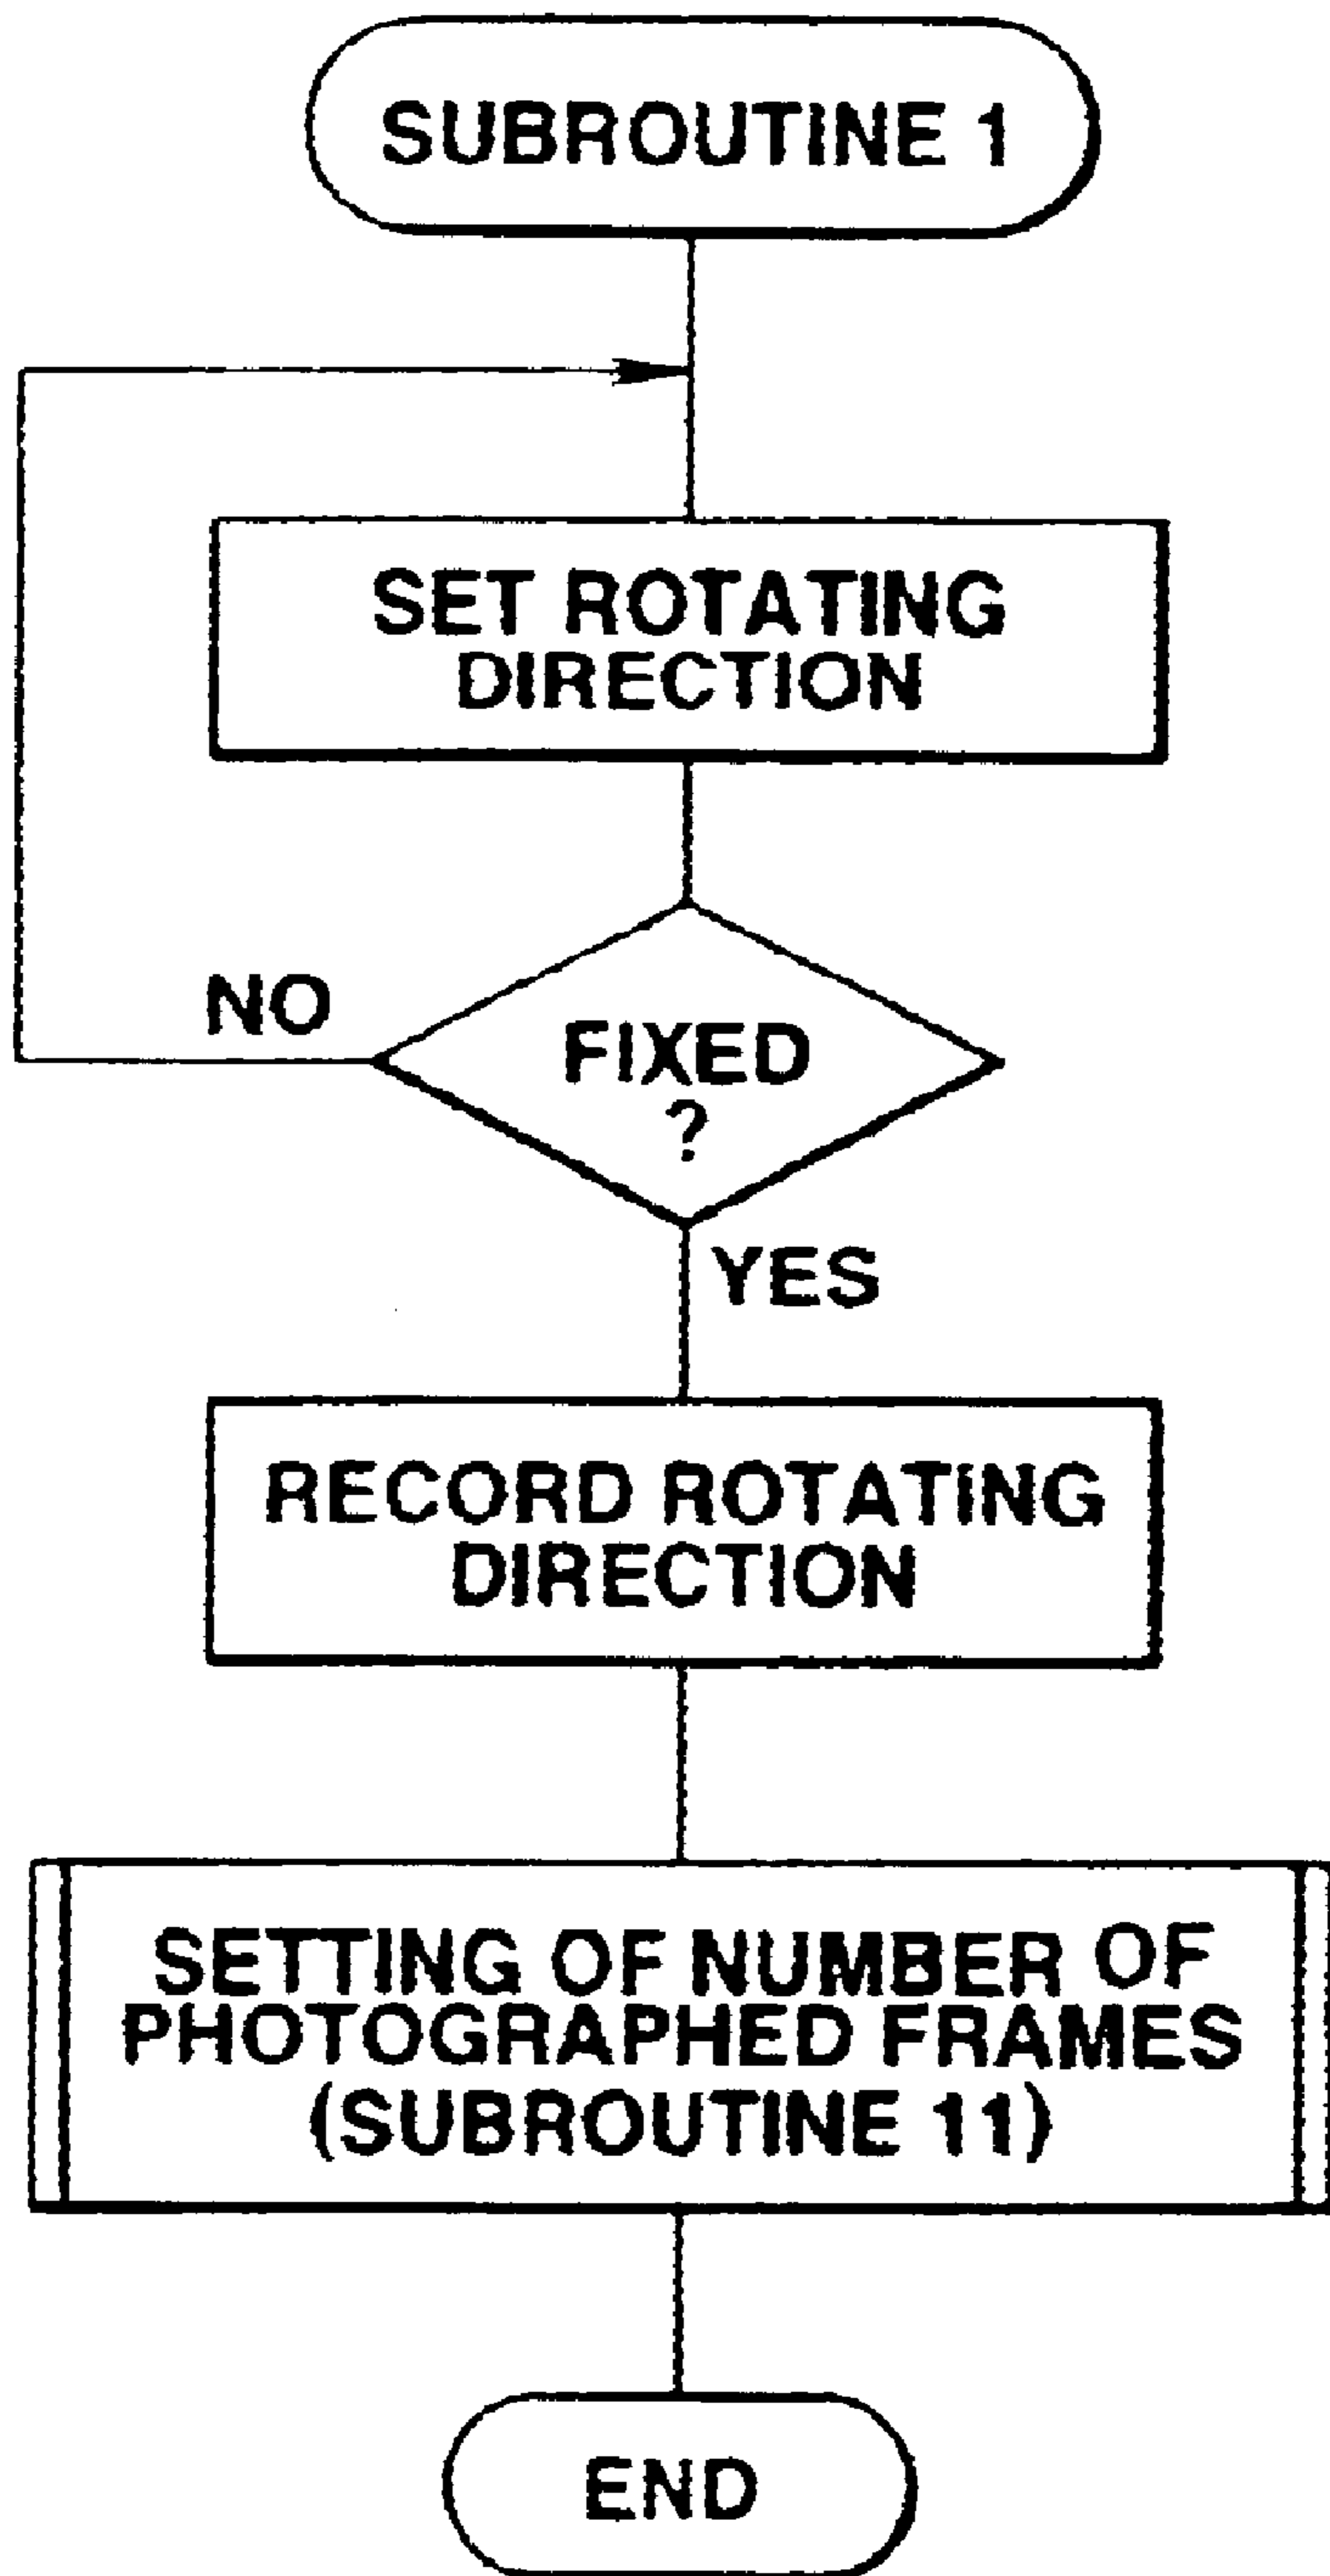 SUBROUTINE 1
SET ROTATING
DIRECTION
NO
FIXED
?
YES
RECORD ROTATING
DIRECTION
SETTING OF NUMBER OF
PHOTOGRAPHED FRAMES
(SUBROUTINE 11)
END